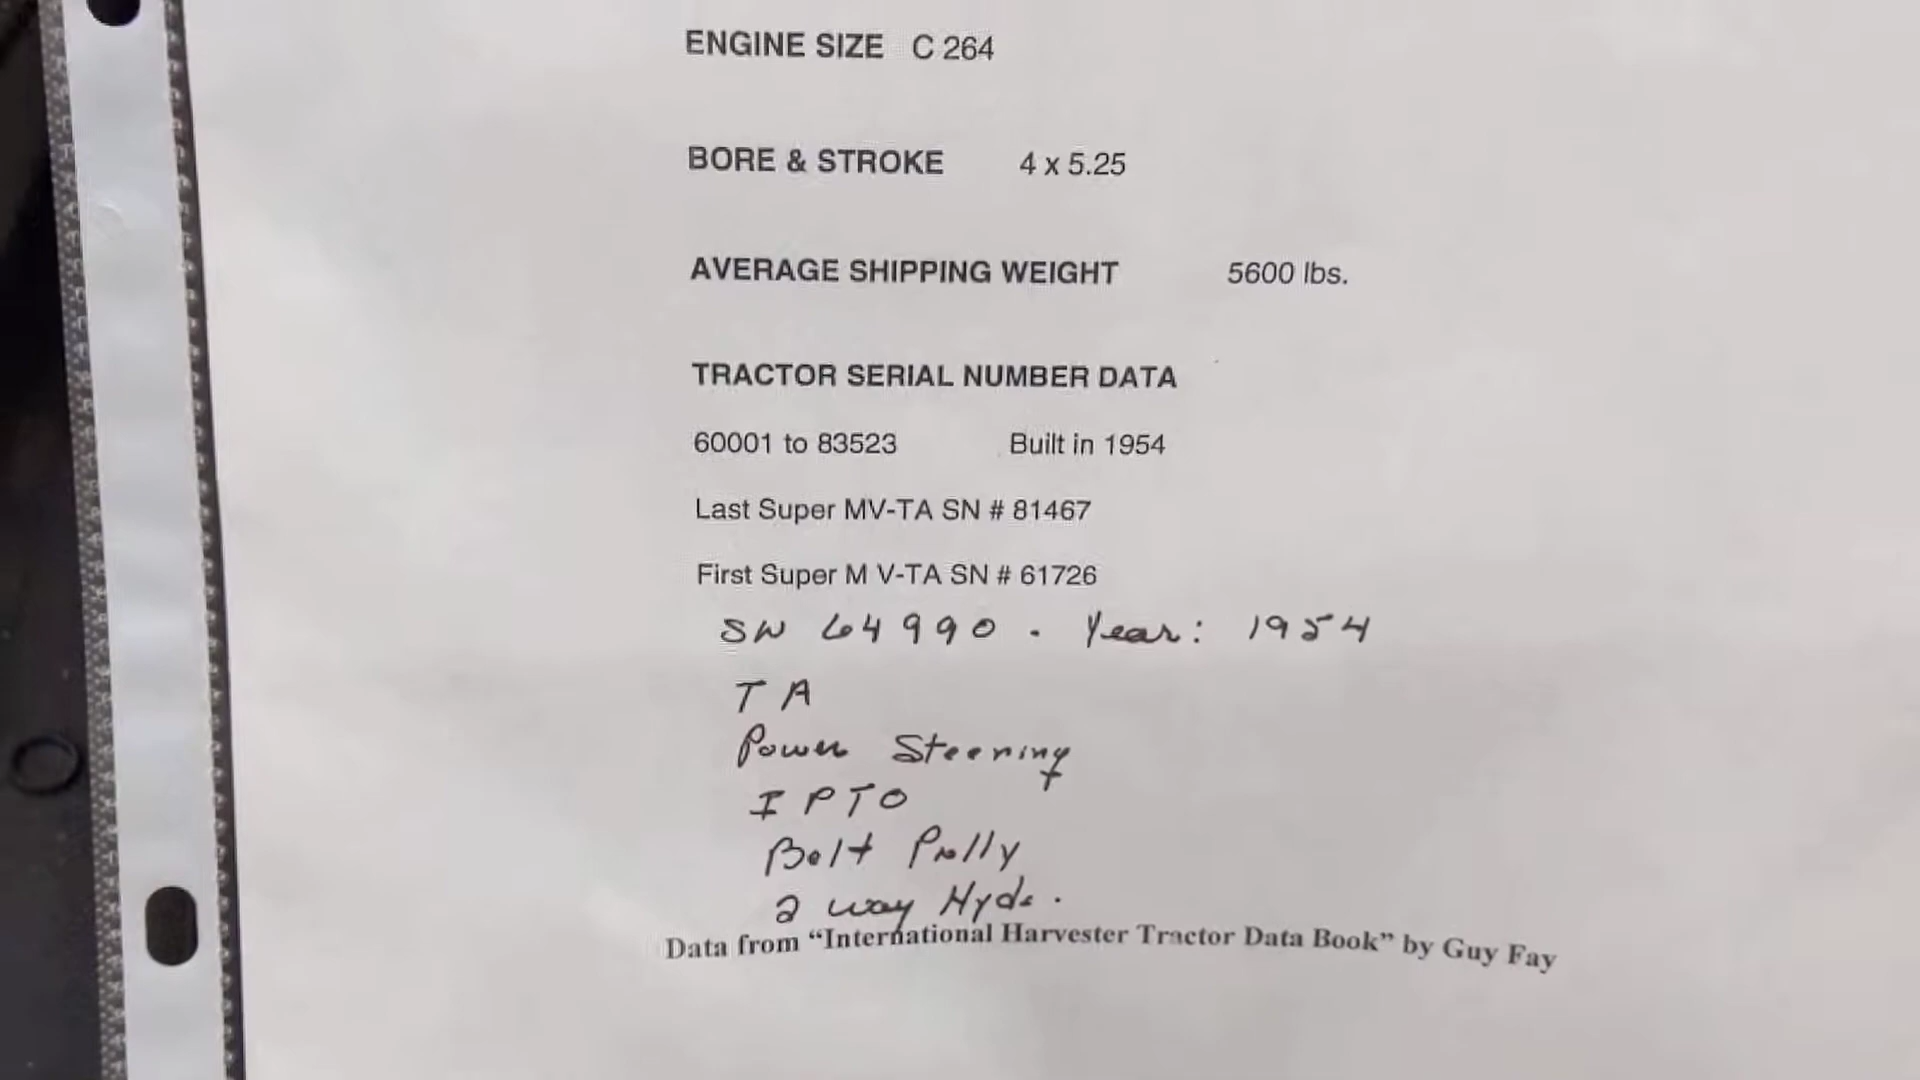 ENGINE SIZE C 264
BORE & STROKE 4 x 5.25
AVERAGE SHIPPING WEIGHT 5600 lbs.
TRACTOR SERIAL NUMBER DATA
60001 to 83523 Built in 1954
Last Super MV-TA SN # 81467
First Super M V-TA SN # 61726
SN 64990 . Year: 1954
TA
Power Steering
I PTO
Belt Pully
2 way Hyd.
Data from “International Harvester Tractor Data Book” by Guy Fay